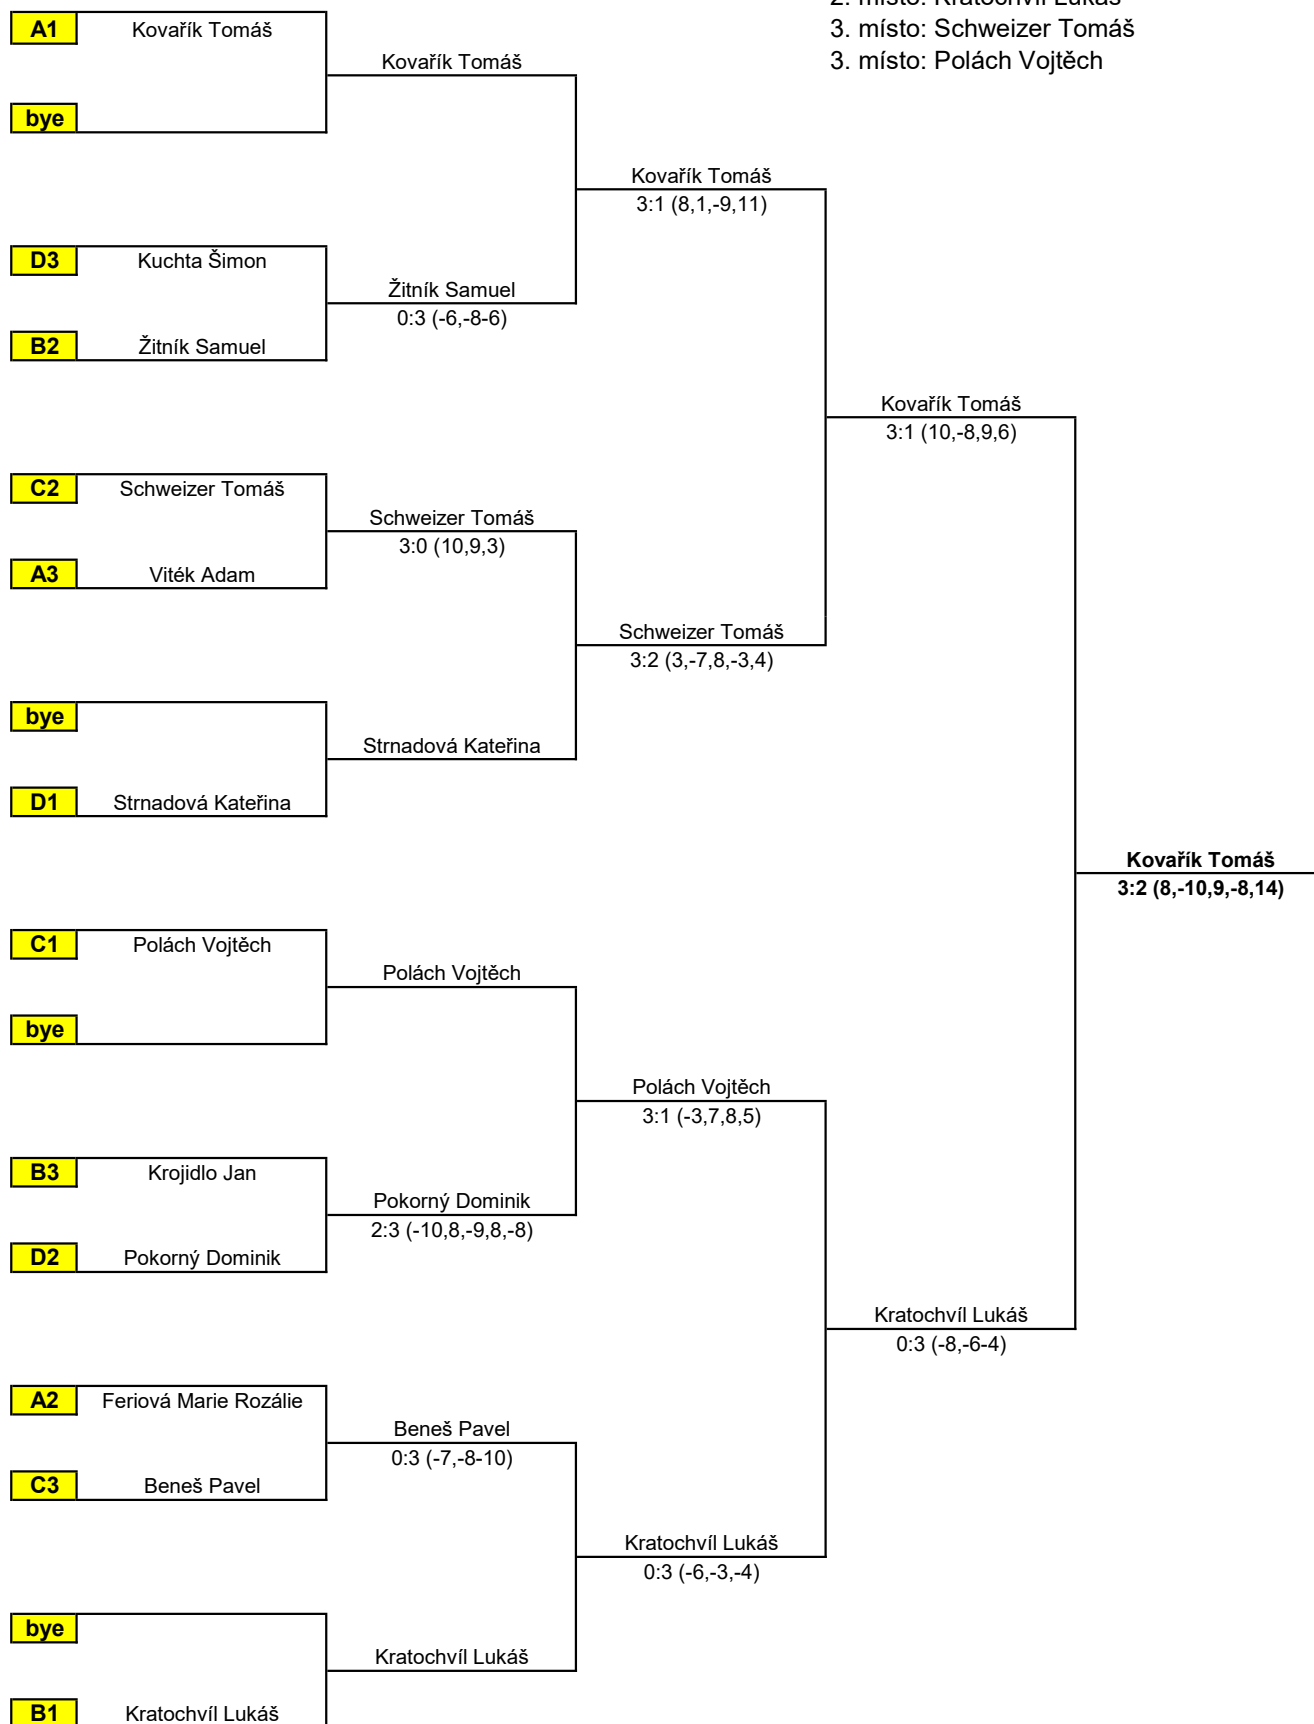 2. místo: Kratochvíl Lukáš
A1 Kovařík Tomáš
3. místo: Schweizer Tomáš
Kovařík Tomáš
3. místo: Polách Vojtěch
bye
Kovařík Tomáš
3:1 (8,1,-9,11)
D3 Kuchta Šimon
Žitník Samuel
0:3 (-6,-8-6)
B2 Žitník Samuel
Kovařík Tomáš
3:1 (10,-8,9,6)
C2 Schweizer Tomáš
Schweizer Tomáš
3:0 (10,9,3)
A3 Viték Adam
Schweizer Tomáš
3:2 (3,-7,8,-3,4)
bye
Strnadová Kateřina
D1 Strnadová Kateřina
Kovařík Tomáš
3:2 (8,-10,9,-8,14)
C1 Polách Vojtěch
Polách Vojtěch
bye
Polách Vojtěch
3:1 (-3,7,8,5)
B3 Krojidlo Jan
Pokorný Dominik
2:3 (-10,8,-9,8,-8)
D2 Pokorný Dominik
Kratochvíl Lukáš
0:3 (-8,-6-4)
A2 Feriová Marie Rozálie
Beneš Pavel
0:3 (-7,-8-10)
C3 Beneš Pavel
Kratochvíl Lukáš
0:3 (-6,-3,-4)
bye
Kratochvíl Lukáš
B1 Kratochvíl Lukáš